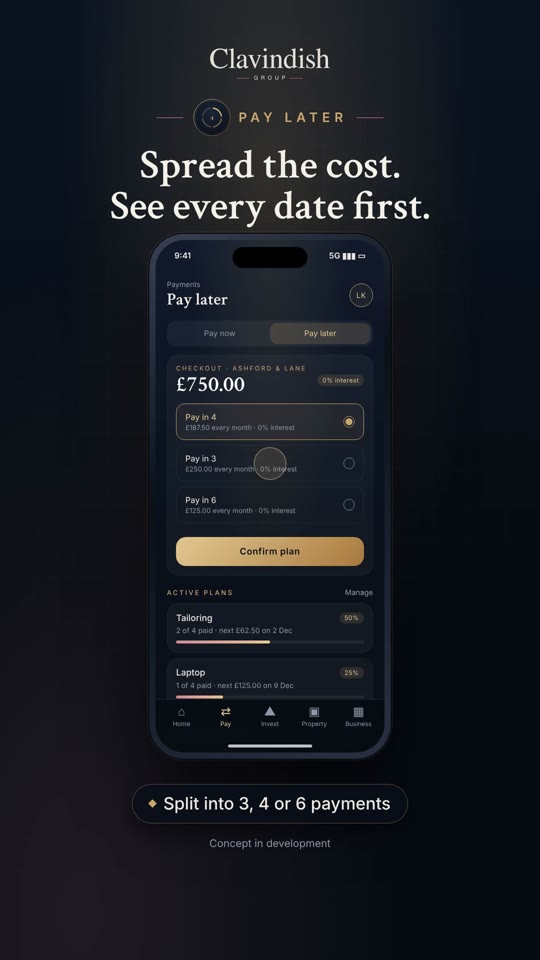 Clavindish
GROUP
PAY LATER
Spread the cost.
See every date first.
9:41
5G
Payments
Pay later
LK
Pay now
Pay later
CHECKOUT · ASHFORD & LANE
£750.00
0% interest
Pay in 4
£187.50 every month · 0% interest
Pay in 3
£250.00 every month · 0% interest
Pay in 6
£125.00 every month · 0% interest
Confirm plan
ACTIVE PLANS
Manage
Tailoring
50%
2 of 4 paid · next £62.50 on 2 Dec
Laptop
25%
1 of 4 paid · next £125.00 on 9 Dec
Home
Pay
Invest
Property
Business
Split into 3, 4 or 6 payments
Concept in development